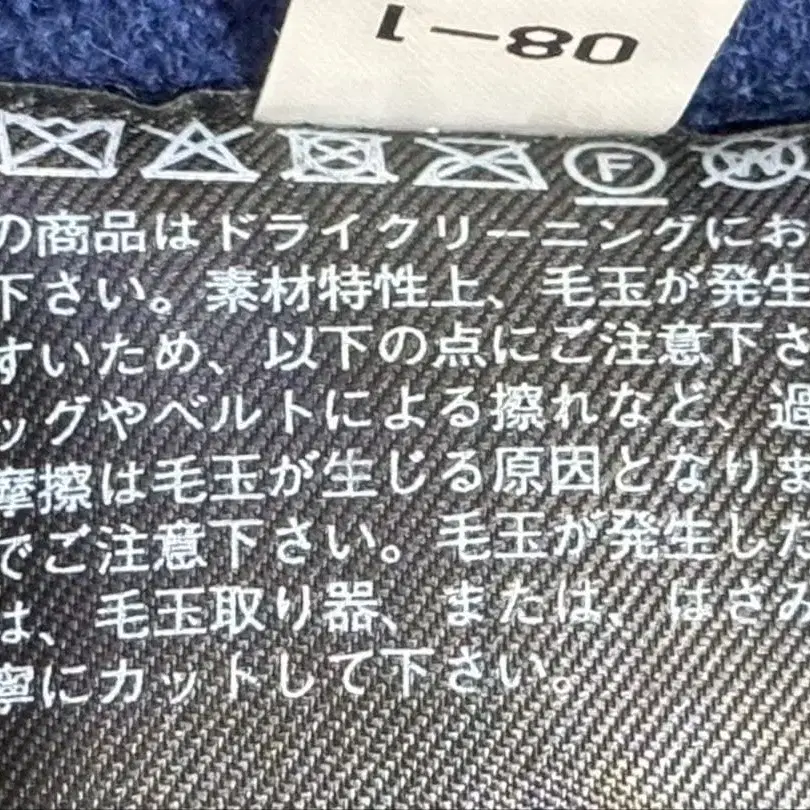 08-1
F
W
の商品はドライクリーニングにお
下さい。素材特性上、毛玉が発生
すいため、以下の点にご注意下さ
ッグやベルトによる擦れなど、過
摩擦は毛玉が生じる原因となりま
でご注意下さい。毛玉が発生した
は、毛玉取り器、または、はさみ
寧にカットして下さい。